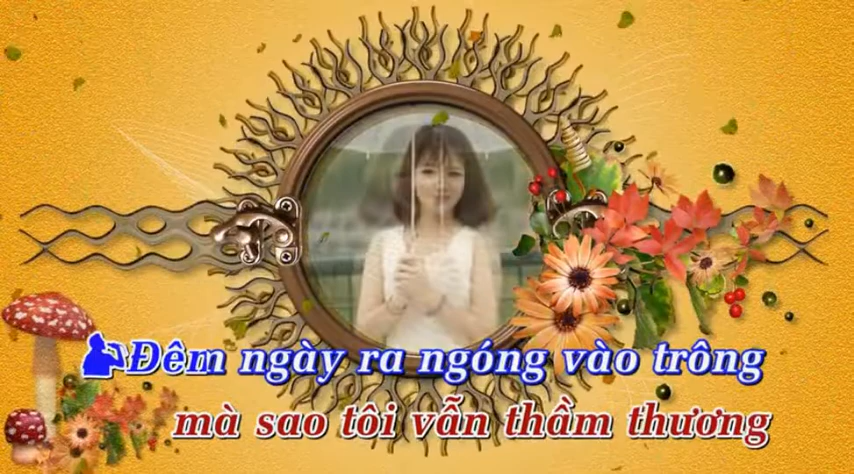 Đêm ngày ra ngóng vào trông
mà sao tôi vẫn thầm thương